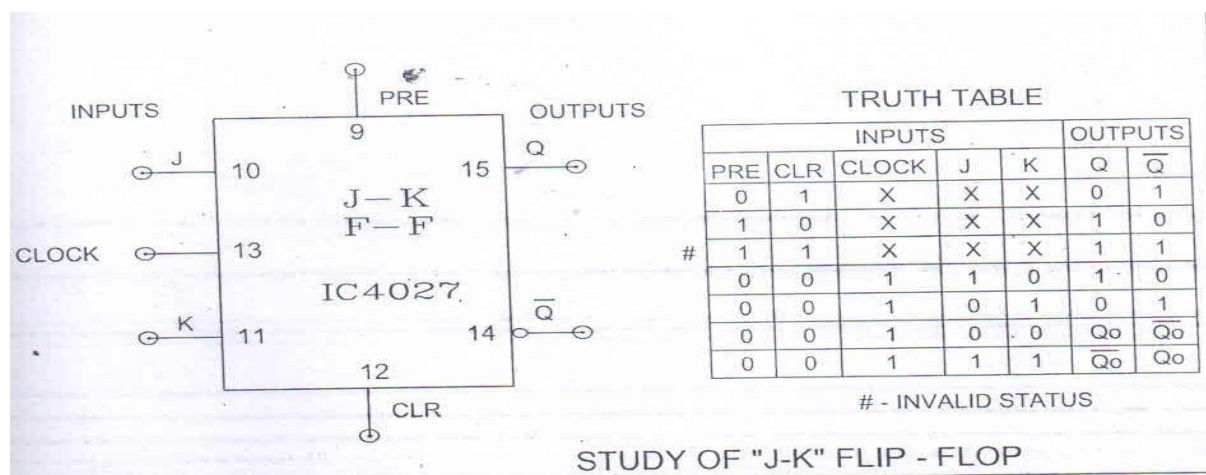 PRE
INPUTS
OUTPUTS
9
J
10
15
Q
J-K
F-F
CLOCK
13
IC4027
K
11
14
Q̅
12
CLR
TRUTH TABLE
INPUTS OUTPUTS
PRE CLR CLOCK J K Q Q̅
0 1 X X X 0 1
1 0 X X X 1 0
# 1 1 X X X 1 1
0 0 1 1 0 1 0
0 0 1 0 1 0 1
0 0 1 0 0 Qo Q̅o̅
0 0 1 1 1 Q̅o̅ Qo
# - INVALID STATUS
STUDY OF "J-K" FLIP - FLOP